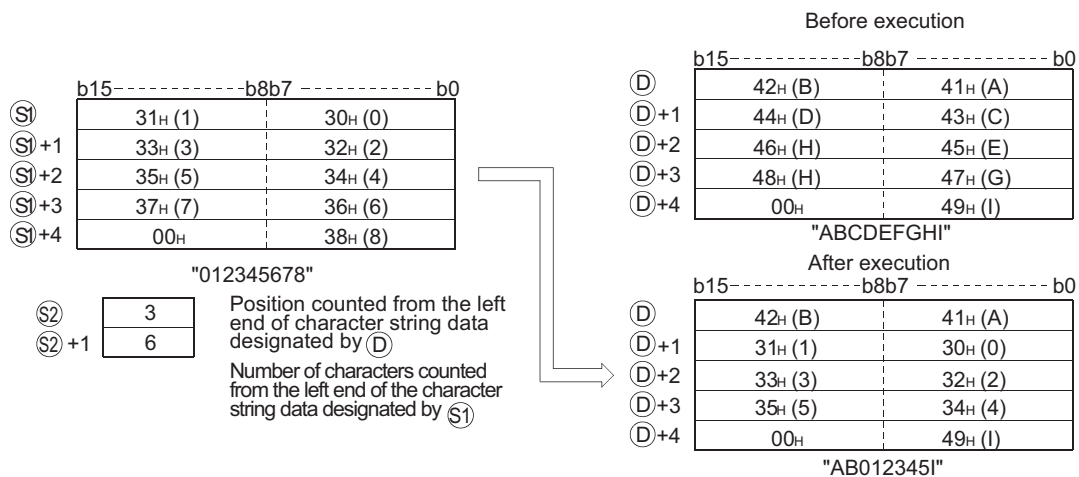 b15 b8b7 b0
S1 31H (1) 30H (0)
S1 +1 33H (3) 32H (2)
S1 +2 35H (5) 34H (4)
S1 +3 37H (7) 36H (6)
S1 +4 00H 38H (8)
"012345678"
S2 3
S2 +1 6
Position counted from the left
end of character string data
designated by D
Number of characters counted
from the left end of the character
string data designated by S1
Before execution
b15 b8b7 b0
D 42H (B) 41H (A)
D+1 44H (D) 43H (C)
D+2 46H (H) 45H (E)
D+3 48H (H) 47H (G)
D+4 00H 49H (I)
"ABCDEFGHI"
After execution
b15 b8b7 b0
D 42H (B) 41H (A)
D+1 31H (1) 30H (0)
D+2 33H (3) 32H (2)
D+3 35H (5) 34H (4)
D+4 00H 49H (I)
"AB012345I"